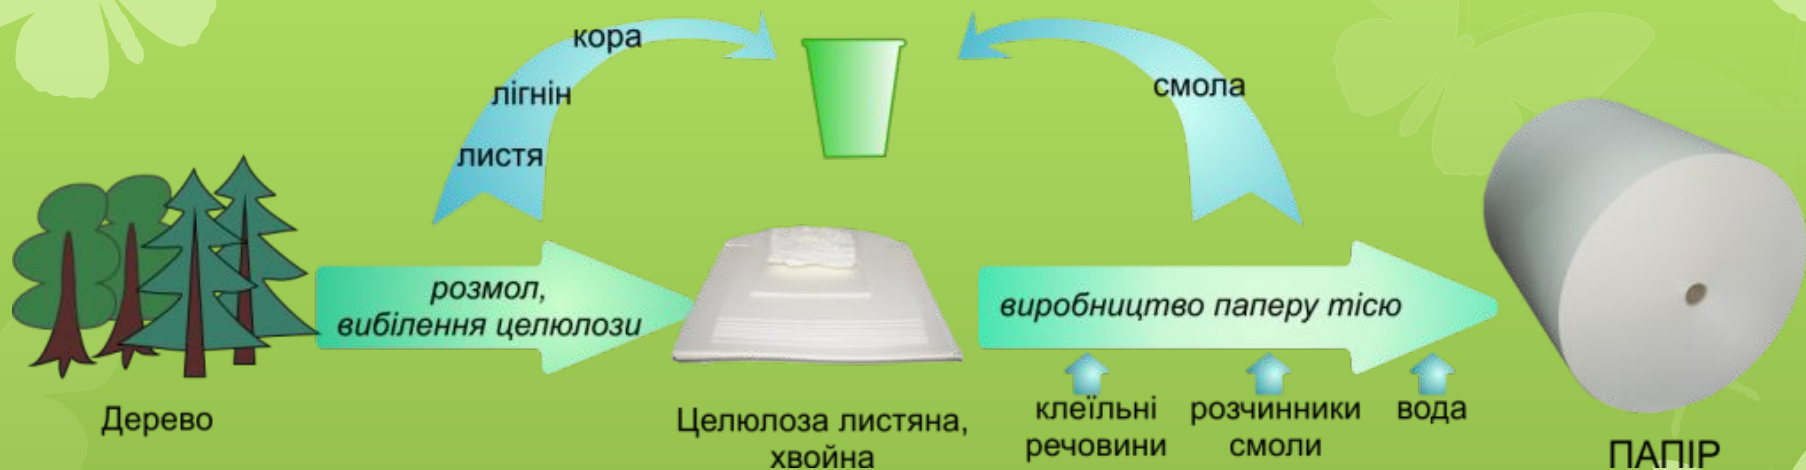 кора
лігнін
листя
смола
розмол,
вибілення целюлози
виробництво паперу тісю
Дерево
Целюлоза листяна,
хвойна
клеїльні
речовини
розчинники
смоли
вода
ПАПІР